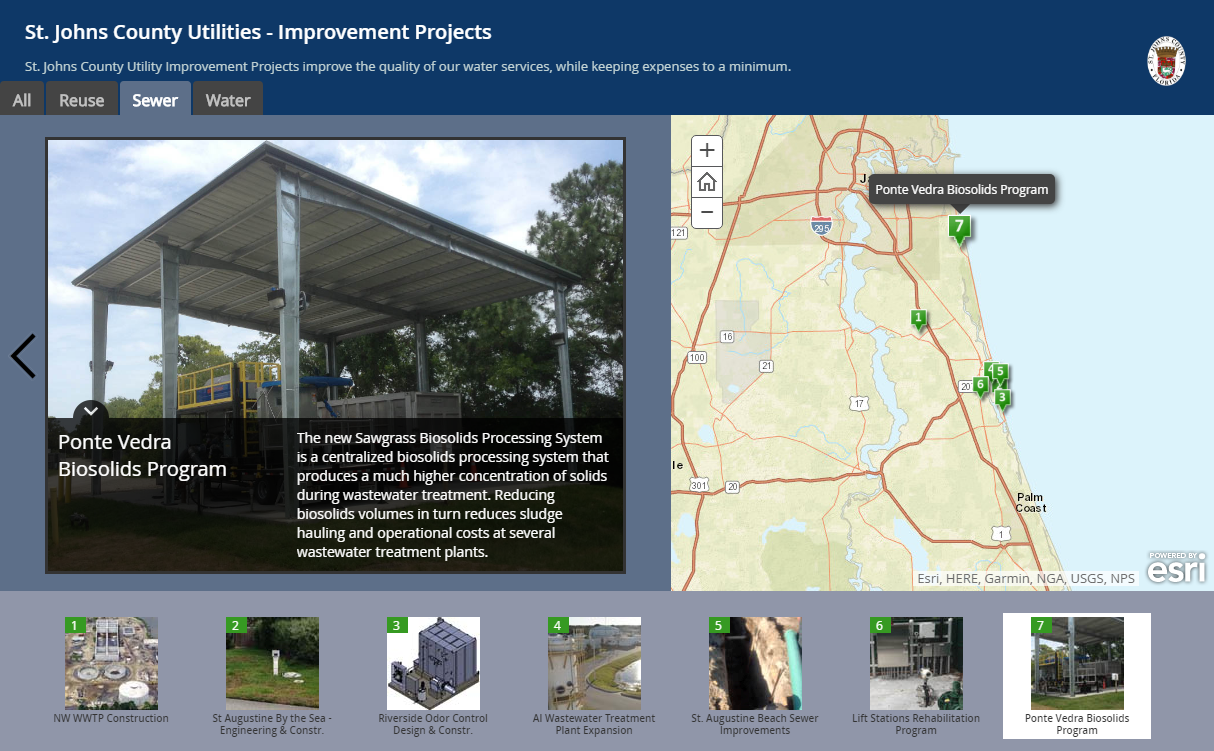 St. Johns County Utilities - Improvement Projects
St. Johns County Utility Improvement Projects improve the quality of our water services, while keeping expenses to a minimum.
ST. JOHNS COUNTY
FLORIDA
All
Reuse
Sewer
Water
Ponte Vedra
Biosolids Program
The new Sawgrass Biosolids Processing System
is a centralized biosolids processing system that
produces a much higher concentration of solids
during wastewater treatment. Reducing
biosolids volumes in turn reduces sludge
hauling and operational costs at several
wastewater treatment plants.
+
−
Ja
Ponte Vedra Biosolids Program
7
121
295
1
16
100
21
4
5
20
6
3
17
le
301
20
Palm
Coast
1
POWERED BY
esri
Esri, HERE, Garmin, NGA, USGS, NPS
1
NW WWTP Construction
2
St Augustine By the Sea -
Engineering & Constr.
3
Riverside Odor Control
Design & Constr.
4
AI Wastewater Treatment
Plant Expansion
5
St. Augustine Beach Sewer
Improvements
6
Lift Stations Rehabilitation
Program
7
Ponte Vedra Biosolids
Program